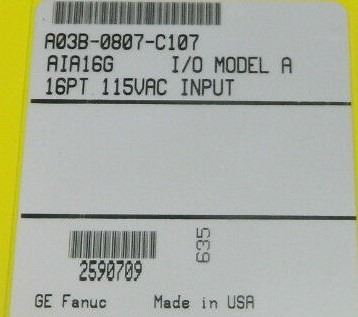 A03B-0807-C107
AIA16G I/O MODEL A
16PT 115VAC INPUT
635
2590709
GE Fanuc Made in USA